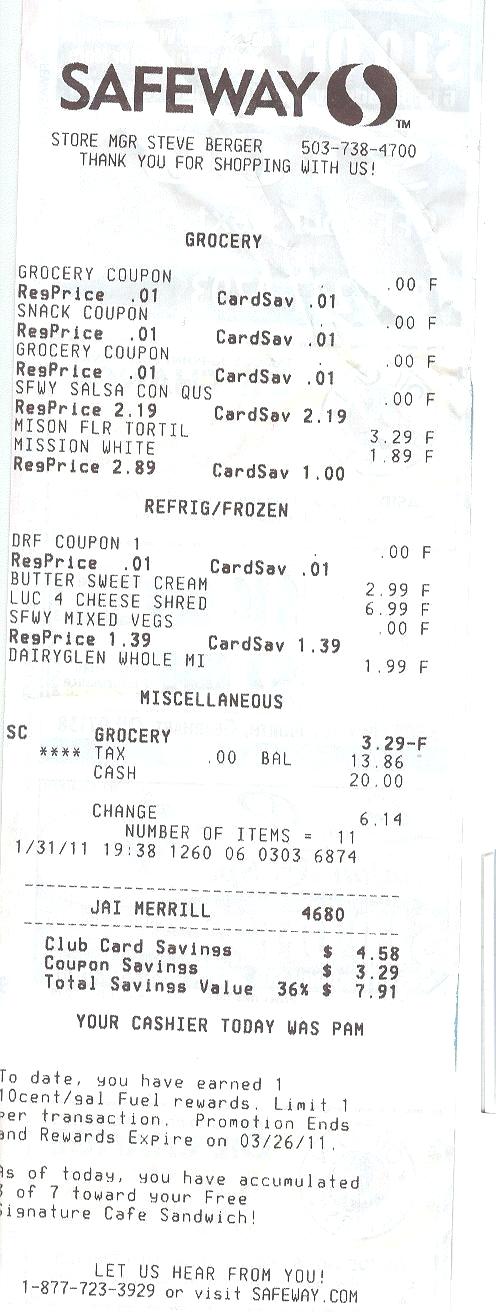 SAFEWAY TM
STORE MGR STEVE BERGER 503-738-4700
THANK YOU FOR SHOPPING WITH US!
GROCERY
GROCERY COUPON .00 F
RegPrice .01 CardSav .01
SNACK COUPON .00 F
RegPrice .01 CardSav .01
GROCERY COUPON .00 F
RegPrice .01 CardSav .01
SFWY SALSA CON QUS .00 F
RegPrice 2.19 CardSav 2.19
MISON FLR TORTIL 3.29 F
MISSION WHITE 1.89 F
RegPrice 2.89 CardSav 1.00
REFRIG/FROZEN
DRF COUPON 1 .00 F
RegPrice .01 CardSav .01
BUTTER SWEET CREAM 2.99 F
LUC 4 CHEESE SHRED 6.99 F
SFWY MIXED VEGS .00 F
RegPrice 1.39 CardSav 1.39
DAIRYGLEN WHOLE MI 1.99 F
MISCELLANEOUS
SC GROCERY 3.29-F
**** TAX .00 BAL 13.86
CASH 20.00
CHANGE 6.14
NUMBER OF ITEMS = 11
1/31/11 19:38 1260 06 0303 6874
JAI MERRILL 4680
Club Card Savings $ 4.58
Coupon Savings $ 3.29
Total Savings Value 36% $ 7.91
YOUR CASHIER TODAY WAS PAM
To date, you have earned 1
10cent/gal Fuel rewards. Limit 1
per transaction. Promotion Ends
and Rewards Expire on 03/26/11.
As of today, you have accumulated
of 7 toward your Free
Signature Cafe Sandwich!
LET US HEAR FROM YOU!
1-877-723-3929 or visit SAFEWAY.COM